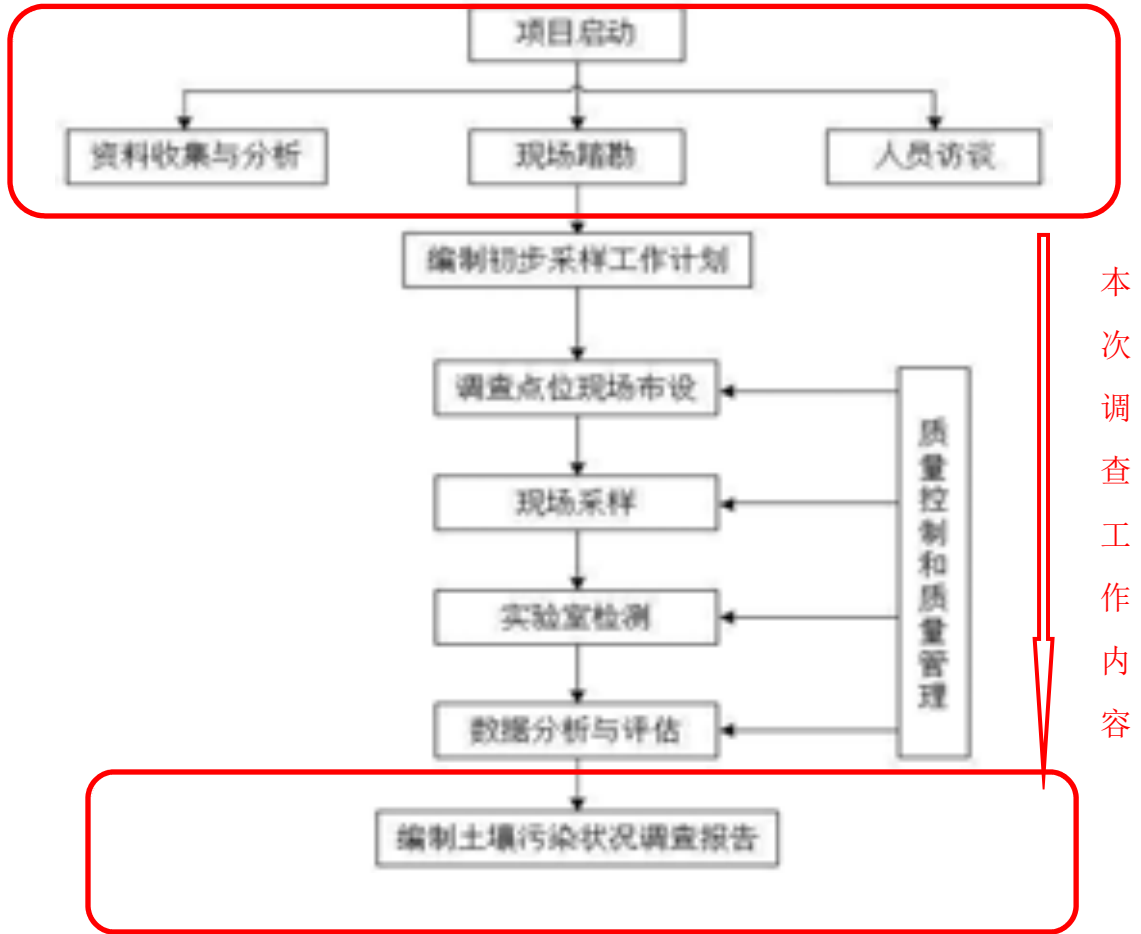 项目启动
资料收集与分析
现场踏勘
人员访谈
编制初步采样工作计划
调查点位现场布设
现场采样
实验室检测
数据分析与评估
质量控制和质量管理
编制土壤污染状况调查报告
本次调查工作内容